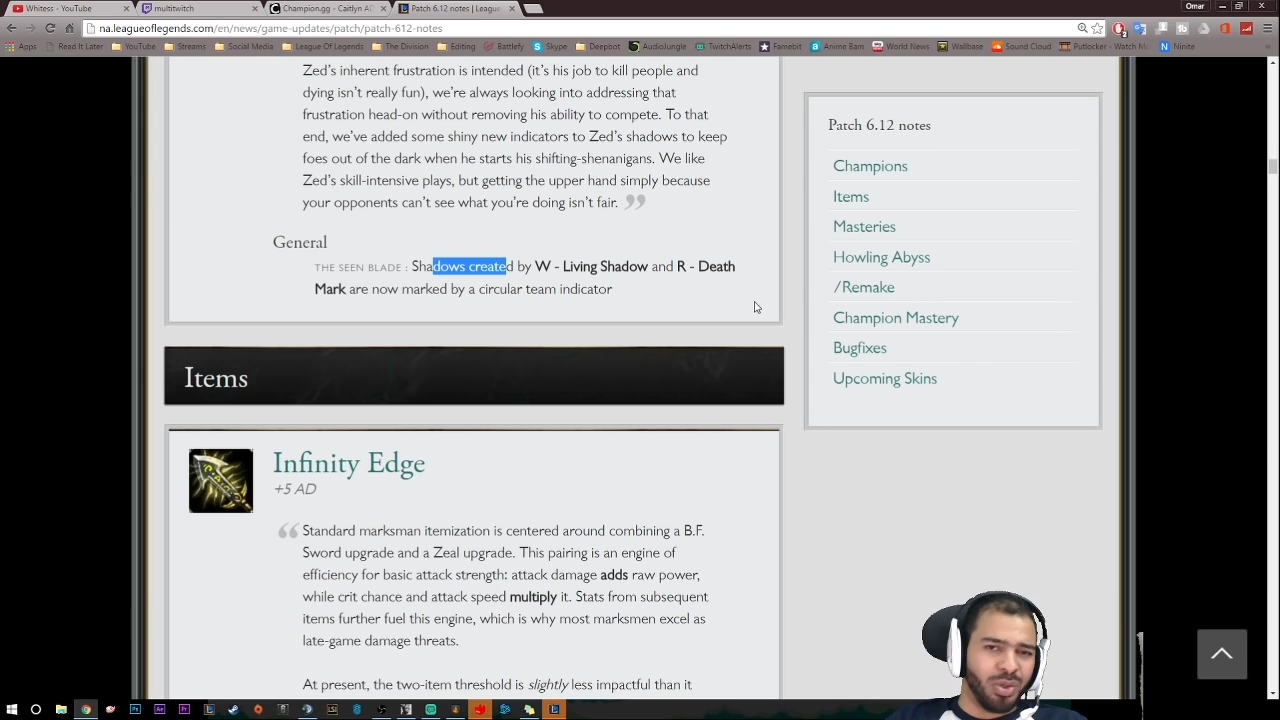 Whitess - YouTube
multitwitch
Champion.gg - Caitlyn AD
Patch 6.12 notes | League
Omar
na.leagueoflegends.com/en/news/game-updates/patch/patch-612-notes
Apps
Read It Later
YouTube
Streams
Social Media
League Of Legends
The Division
Editing
Battlefy
Skype
Deepbot
AudioJungle
TwitchAlerts
Famebit
Anime Bam
World News
Wallbase
Sound Cloud
Putlocker - Watch Mo
Ninite
Zed's inherent frustration is intended (it's his job to kill people and
dying isn't really fun), we're always looking into addressing that
frustration head-on without removing his ability to compete. To that
end, we've added some shiny new indicators to Zed's shadows to keep
foes out of the dark when he starts his shifting-shenanigans. We like
Zed's skill-intensive plays, but getting the upper hand simply because
your opponents can't see what you're doing isn't fair. ”
General
THE SEEN BLADE : Shadows created by W - Living Shadow and R - Death
Mark are now marked by a circular team indicator
Items
Infinity Edge
+5 AD
“ Standard marksman itemization is centered around combining a B.F.
Sword upgrade and a Zeal upgrade. This pairing is an engine of
efficiency for basic attack strength: attack damage adds raw power,
while crit chance and attack speed multiply it. Stats from subsequent
items further fuel this engine, which is why most marksmen excel as
late-game damage threats.
At present, the two-item threshold is slightly less impactful than it
Patch 6.12 notes
Champions
Items
Masteries
Howling Abyss
/Remake
Champion Mastery
Bugfixes
Upcoming Skins